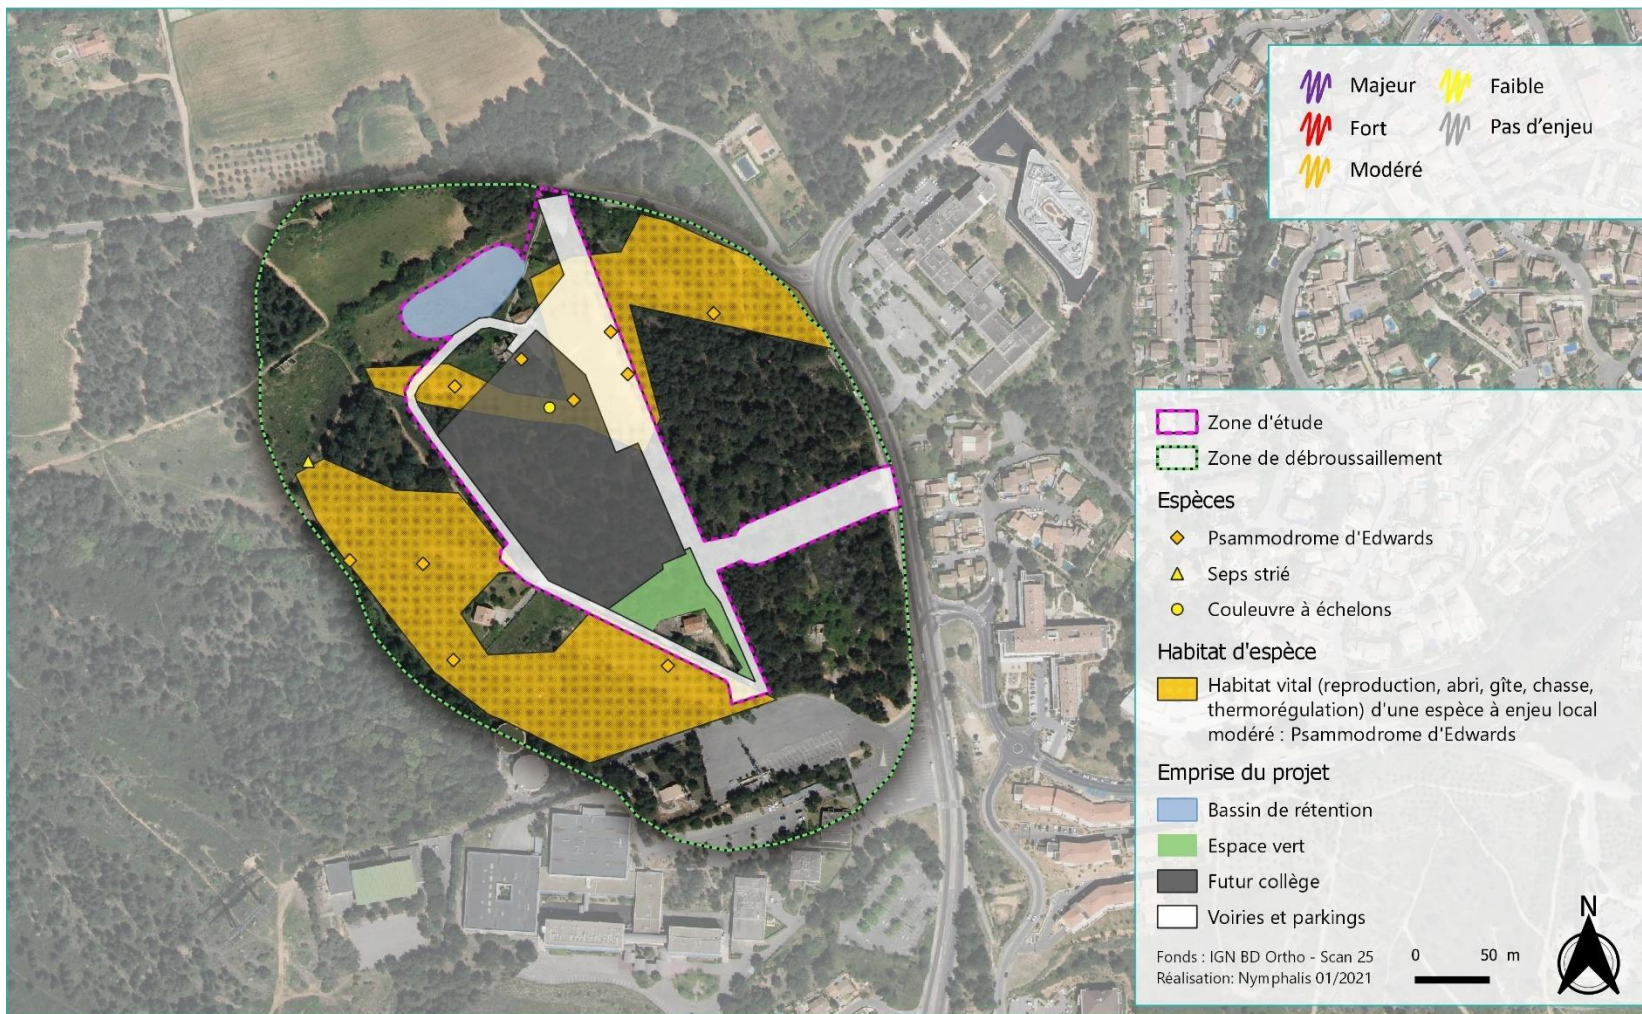 Majeur
Faible
Fort
Pas d'enjeu
Modéré
Zone d'étude
Zone de débroussaillement
Espèces
Psammodrome d'Edwards
Seps strié
Couleuvre à échelons
Habitat d'espèce
Habitat vital (reproduction, abri, gîte, chasse,
thermorégulation) d'une espèce à enjeu local
modéré : Psammodrome d'Edwards
Emprise du projet
Bassin de rétention
Espace vert
Futur collège
Voiries et parkings
Fonds : IGN BD Ortho - Scan 25
Réalisation: Nymphalis 01/2021
0 50 m
N